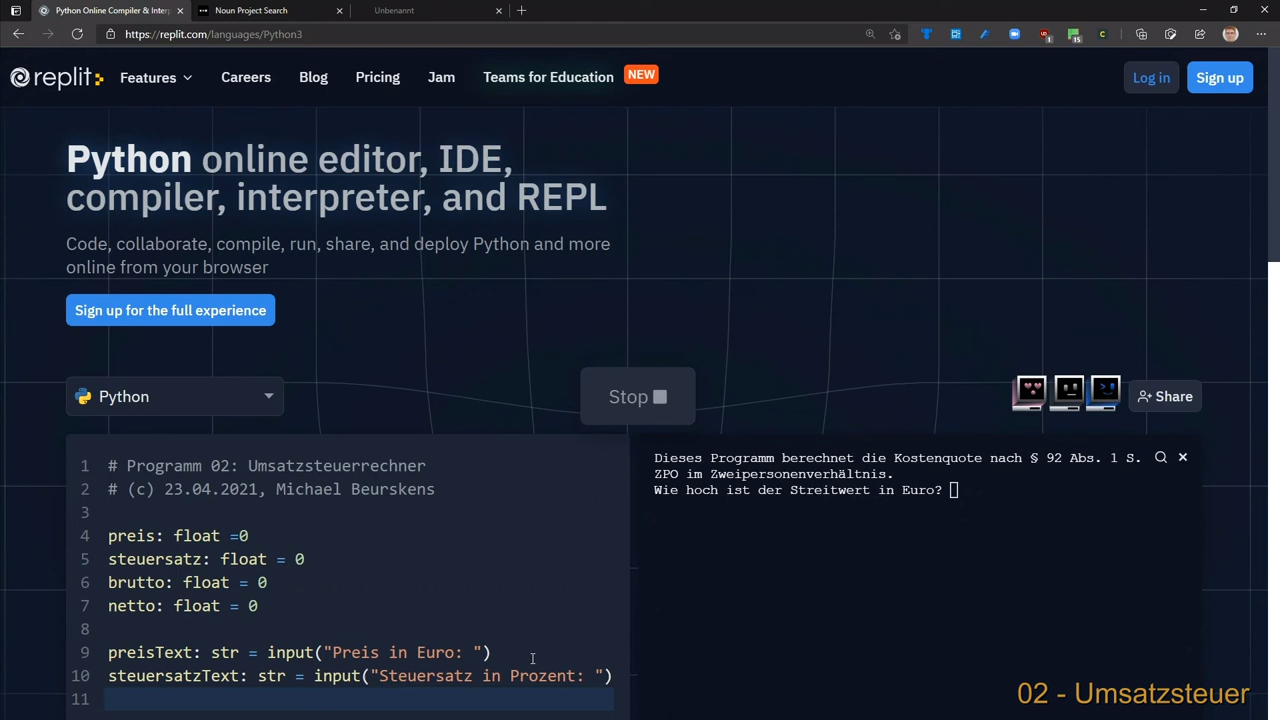 Python Online Compiler & Interp
Noun Project Search
Unbenannt
https://replit.com/languages/Python3
replit
Features
Careers
Blog
Pricing
Jam
Teams for Education
NEW
Log in
Sign up
Python online editor, IDE,
compiler, interpreter, and REPL
Code, collaborate, compile, run, share, and deploy Python and more
online from your browser
Sign up for the full experience
Python
Stop
Share
1 # Programm 02: Umsatzsteuerrechner
2 # (c) 23.04.2021, Michael Beurskens
3
4 preis: float =0
5 steuersatz: float = 0
6 brutto: float = 0
7 netto: float = 0
8
9 preisText: str = input("Preis in Euro: ")
10 steuersatzText: str = input("Steuersatz in Prozent: ")
11
Dieses Programm berechnet die Kostenquote nach § 92 Abs. 1 S.
ZPO im Zweipersonenverhältnis.
Wie hoch ist der Streitwert in Euro?
02 - Umsatzsteuer